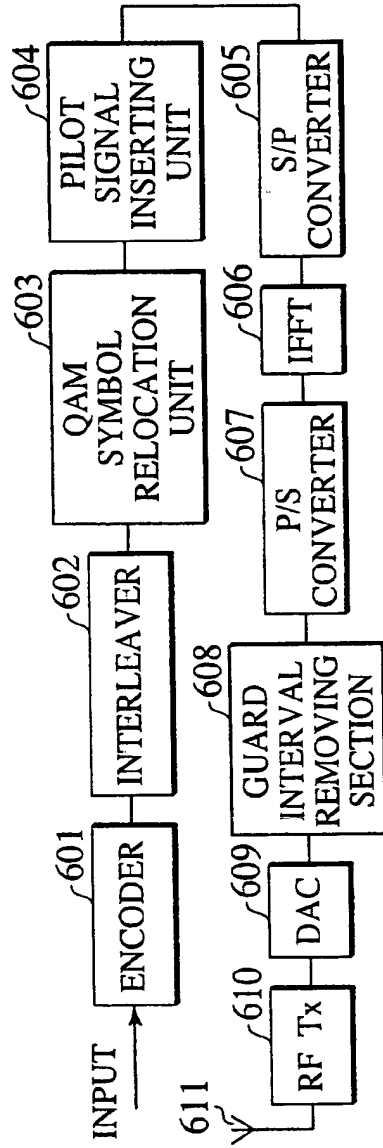 INPUT
601
ENCODER
602
INTERLEAVER
603
QAM
SYMBOL
RELOCATION
UNIT
604
PILOT
SIGNAL
INSERTING
UNIT
605
S/P
CONVERTER
606
IFFT
607
P/S
CONVERTER
608
GUARD
INTERVAL
REMOVING
SECTION
609
DAC
610
RF Tx
611